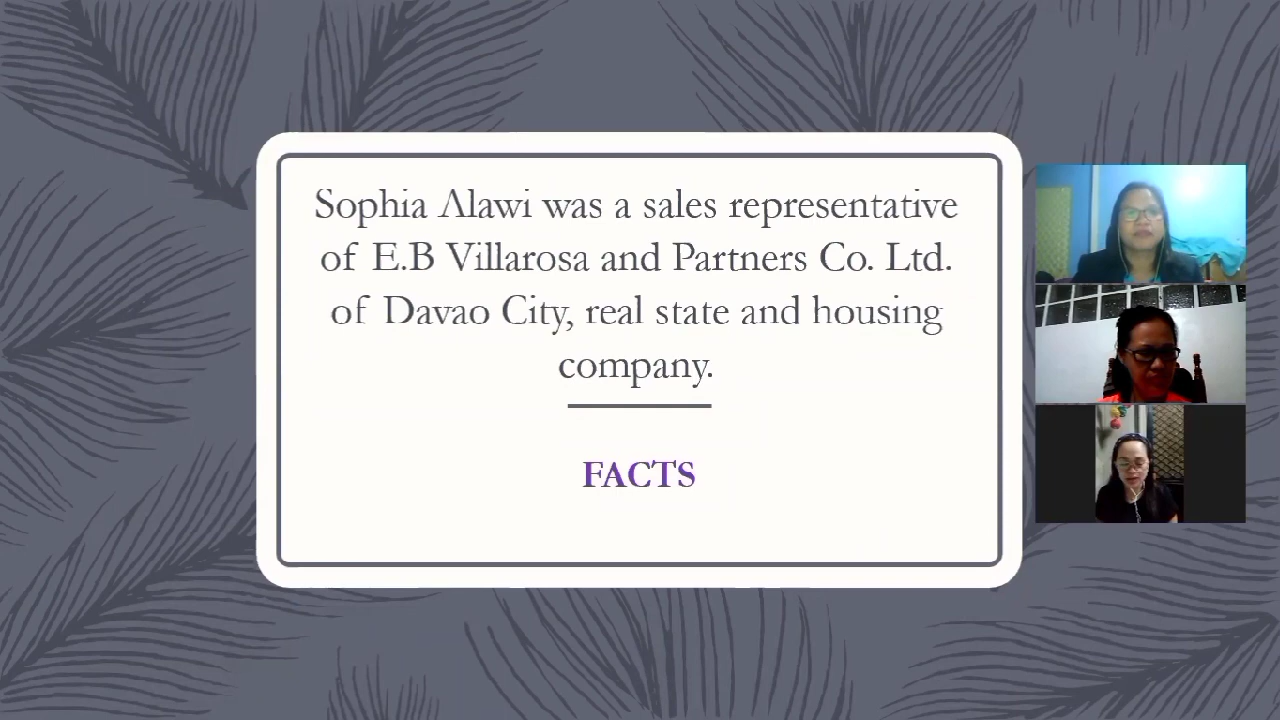 Sophia Alawi was a sales representative
of E.B Villarosa and Partners Co. Ltd.
of Davao City, real state and housing
company.
FACTS